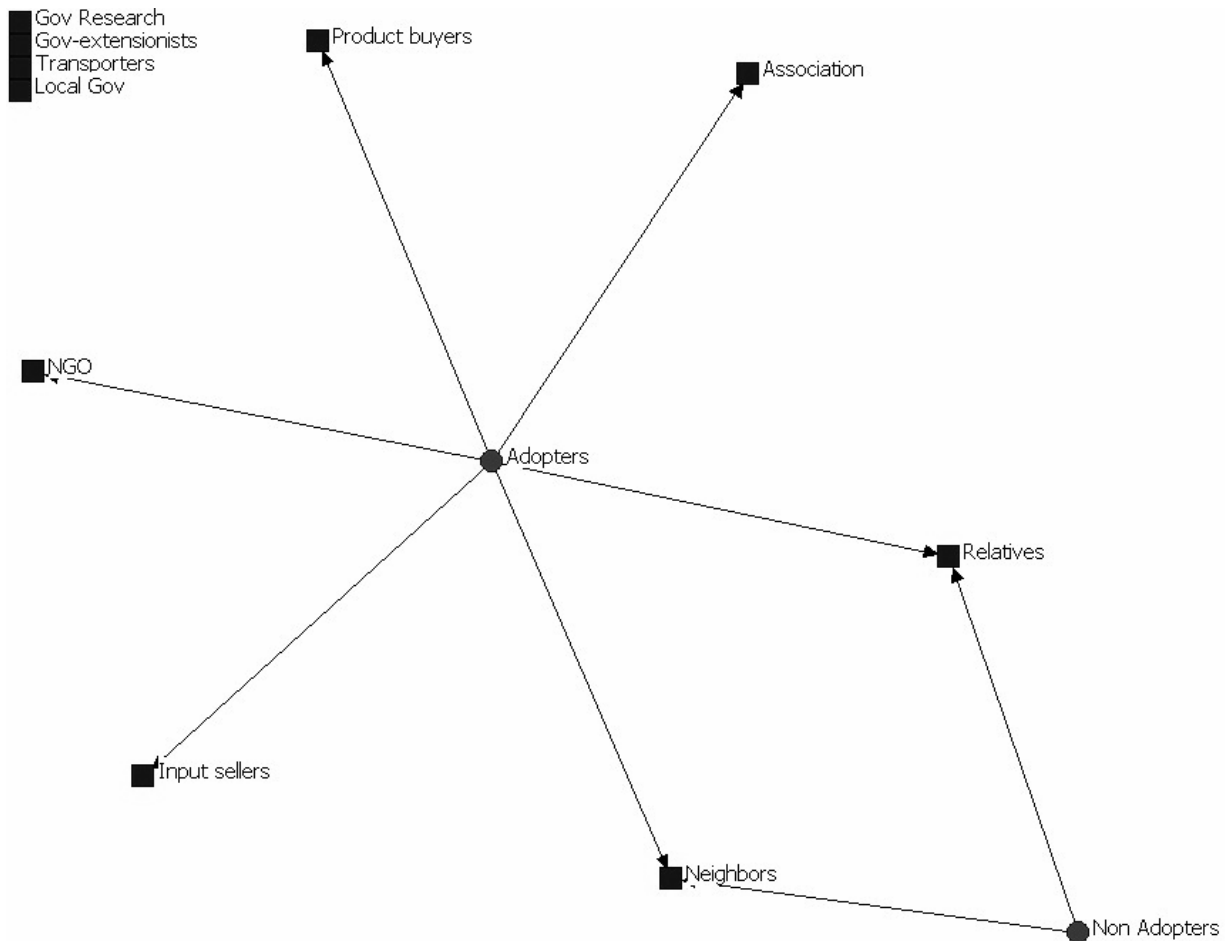 Gov Research
Gov-extensionists
Transporters
Local Gov
Product buyers
Association
NGO
Adopters
Relatives
Input sellers
Neighbors
Non Adopters